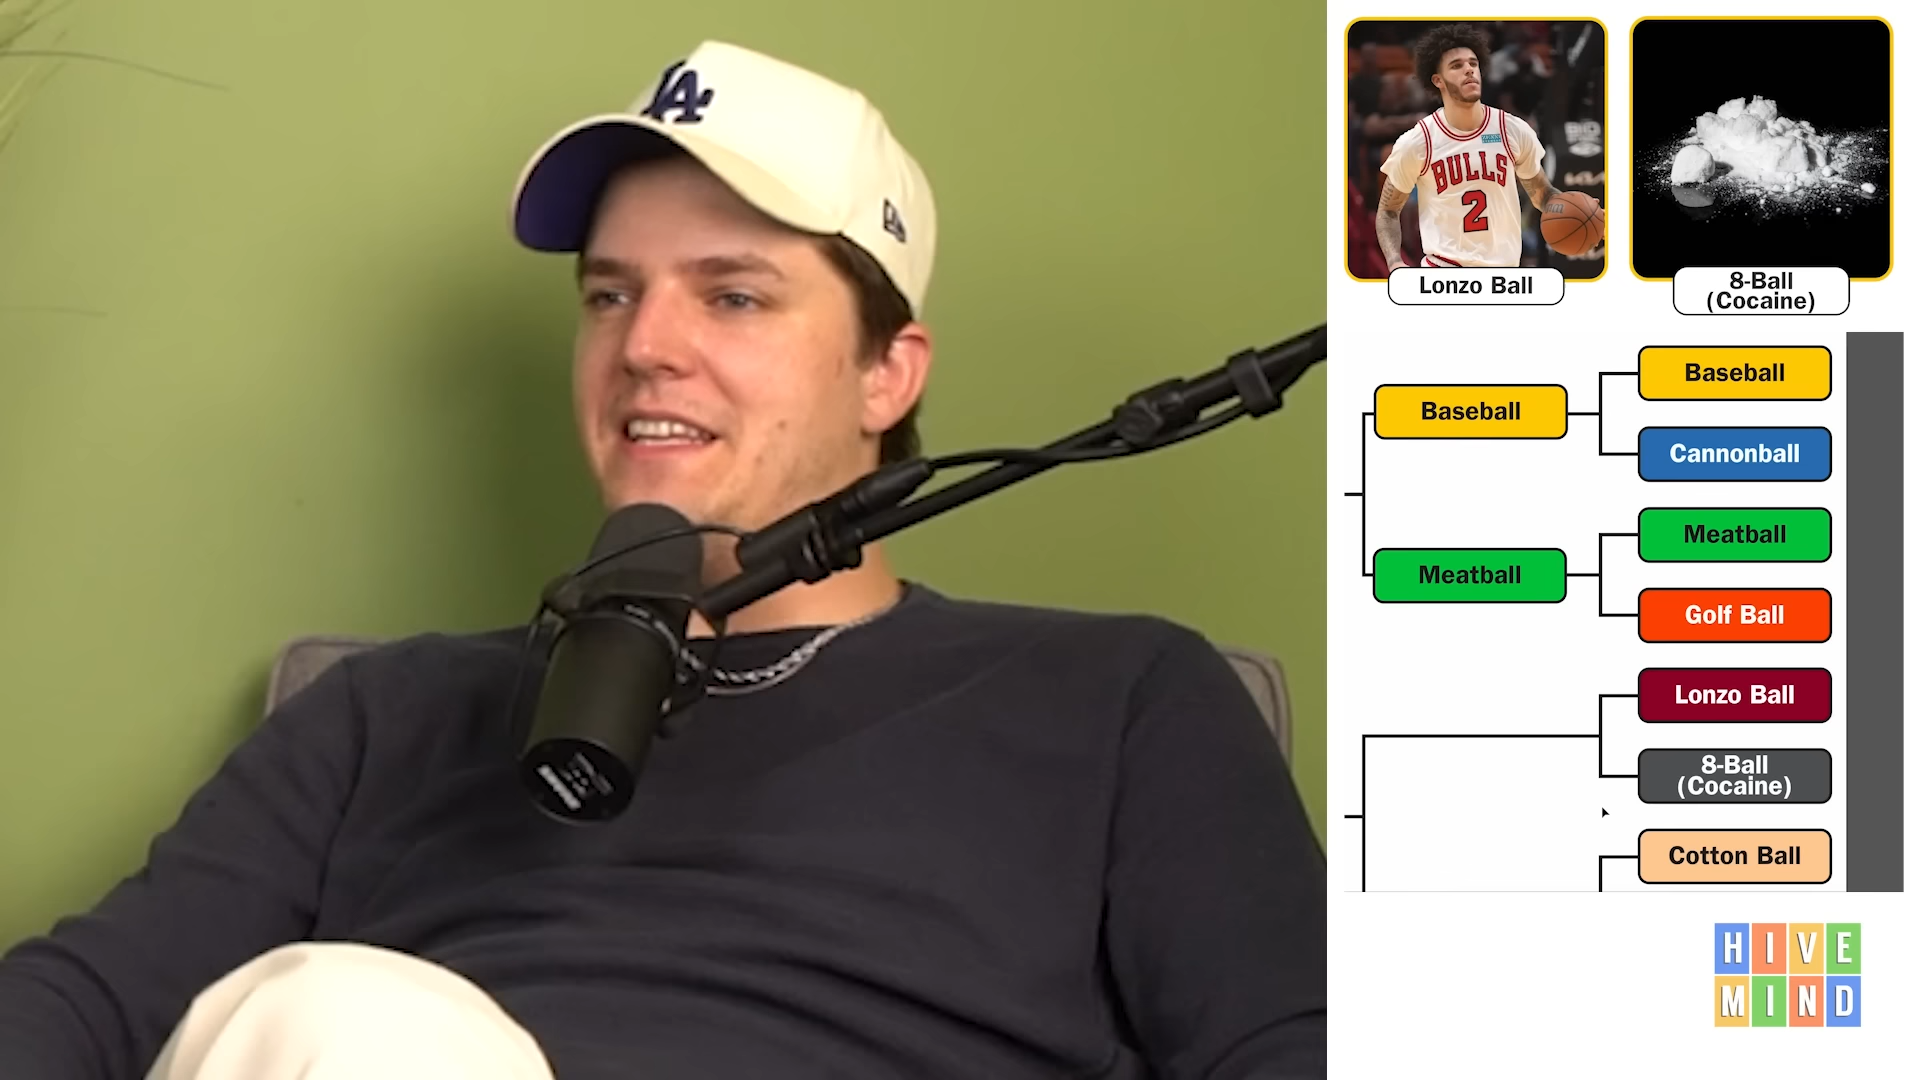 LA
BULLS
2
Lonzo Ball
8-Ball
(Cocaine)
Baseball
Baseball
Cannonball
Meatball
Meatball
Golf Ball
Lonzo Ball
8-Ball
(Cocaine)
Cotton Ball
HIVE
MIND